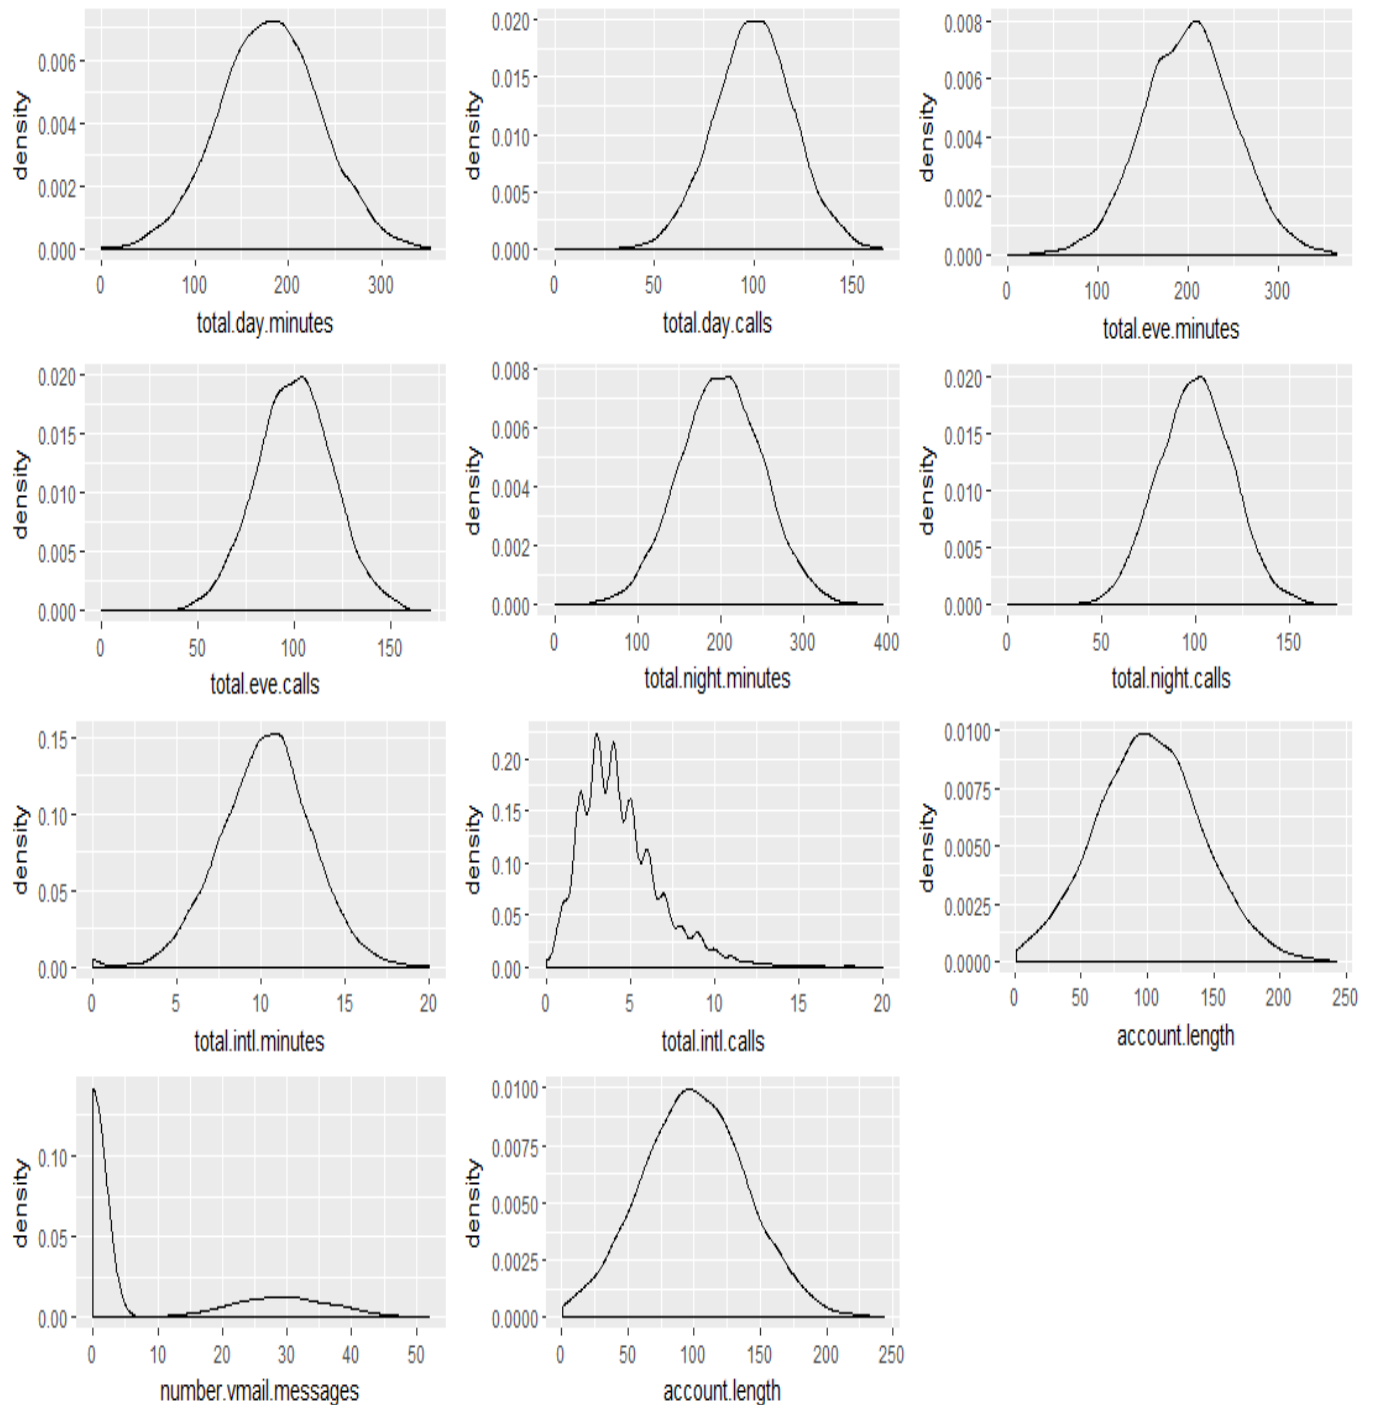 density
0.006
0.004
0.002
0.000
0 100 200 300
total.day.minutes
density
0.020
0.015
0.010
0.005
0.000
0 50 100 150
total.day.calls
density
0.008
0.006
0.004
0.002
0.000
0 100 200 300
total.eve.minutes
density
0.020
0.015
0.010
0.005
0.000
0 50 100 150
total.eve.calls
density
0.008
0.006
0.004
0.002
0.000
0 100 200 300 400
total.night.minutes
density
0.020
0.015
0.010
0.005
0.000
0 50 100 150
total.night.calls
density
0.15
0.10
0.05
0.00
0 5 10 15 20
total.intl.minutes
density
0.20
0.15
0.10
0.05
0.00
0 5 10 15 20
total.intl.calls
density
0.0100
0.0075
0.0050
0.0025
0.0000
0 50 100 150 200 250
account.length
density
0.10
0.05
0.00
0 10 20 30 40 50
number.vmail.messages
density
0.0100
0.0075
0.0050
0.0025
0.0000
0 50 100 150 200 250
account.length